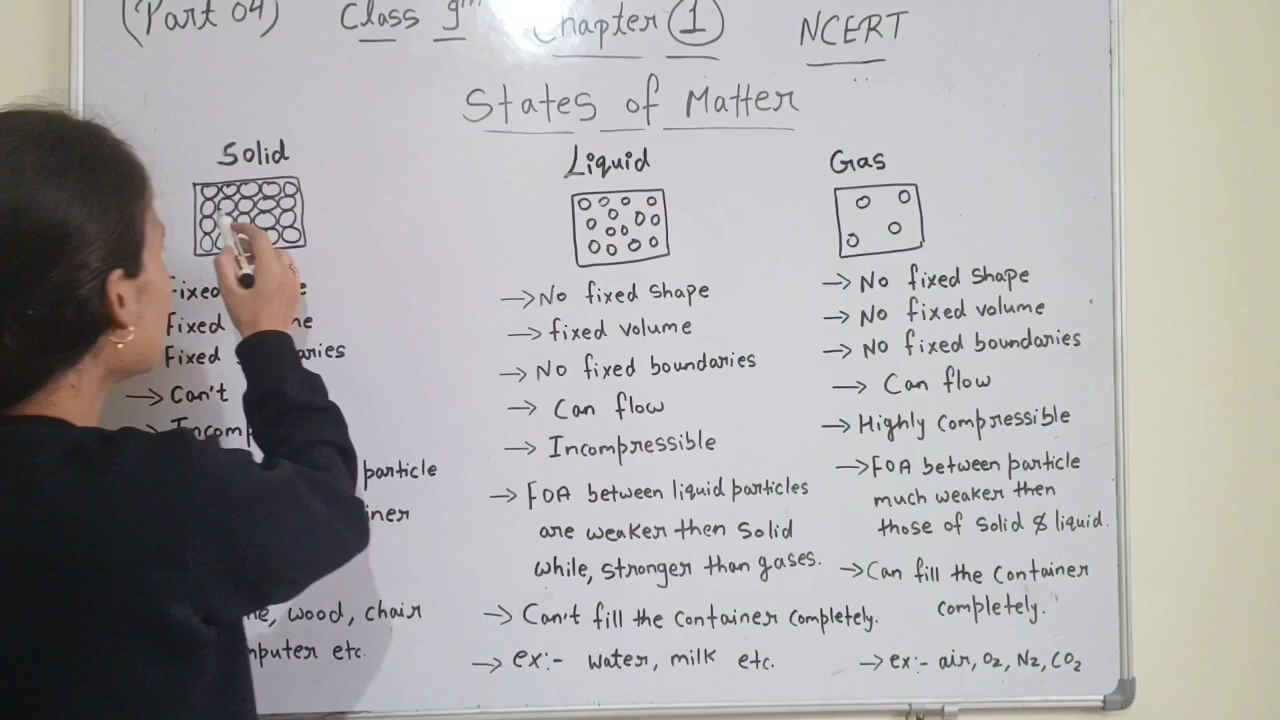 (Part 04) Class 9th Chapter 1 NCERT
States of Matter
Solid
Fixed
Fixed
Fixed
→ Can't
particle
wood, chair
etc.
Liquid
→ No fixed shape
→ fixed volume
→ No fixed boundaries
→ Can flow
→ Incompressible
→ FOA between liquid particles
are weaker then solid
while, stronger than gases.
→ Can't fill the container completely.
→ ex:- water, milk etc.
Gas
→ No fixed shape
→ No fixed volume
→ No fixed boundaries
→ Can flow
→ Highly compressible
→ FOA between particle
much weaker then
those of solid & liquid.
→ Can fill the container
completely.
→ ex:- air, O2, N2, CO2